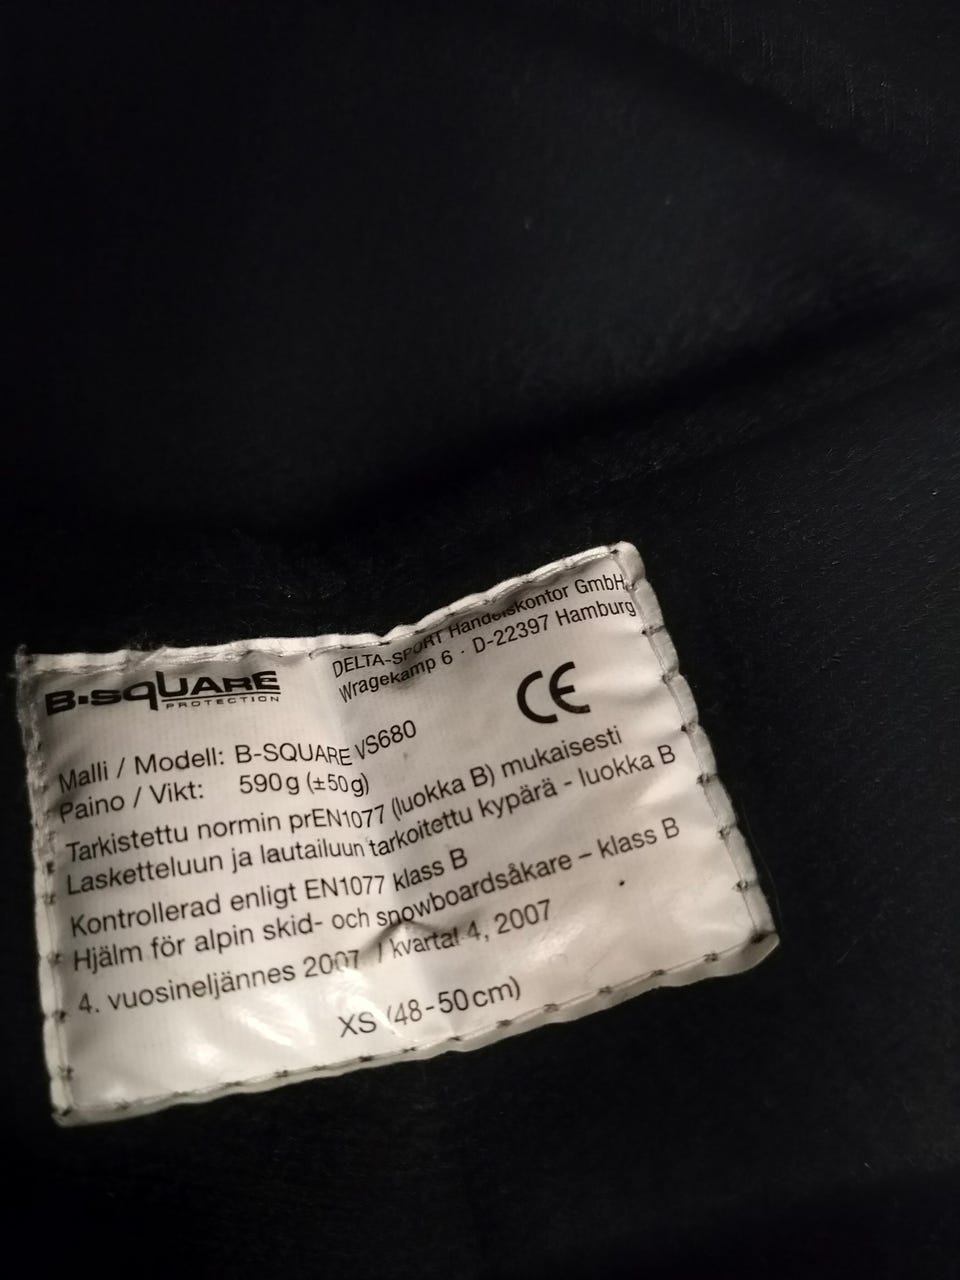 B-SQUARE
PROTECTION
DELTA-SPORT Handelskontor GmbH,
Wragekamp 6 · D-22397 Hamburg
CE
Malli / Modell: B-SQUARE VS680
Paino / Vikt: 590g (±50g)
Tarkistettu normin prEN1077 (luokka B) mukaisesti
Lasketteluun ja lautailuun tarkoitettu kypärä - luokka B
Kontrollerad enligt EN1077 klass B
Hjälm för alpin skid- och snowboardsåkare – klass B
4. vuosineljännes 2007 / kvartal 4, 2007
XS (48-50cm)